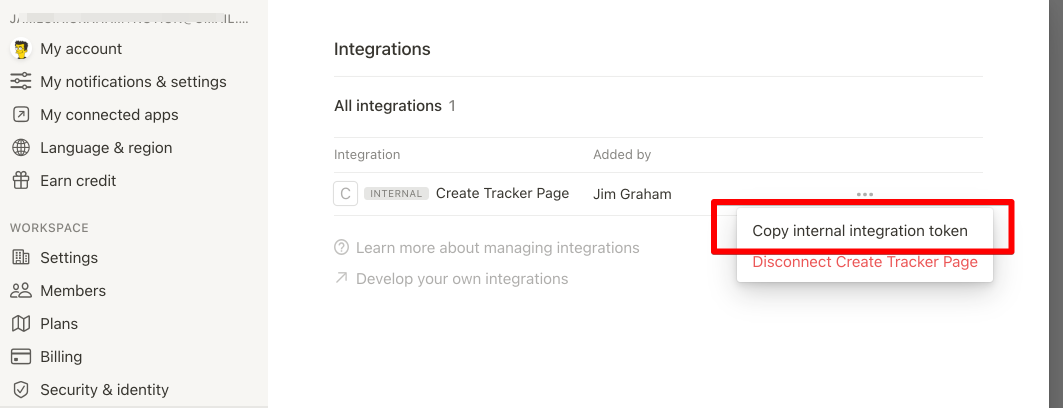 My account
My notifications & settings
My connected apps
Language & region
Earn credit
WORKSPACE
Settings
Members
Plans
Billing
Security & identity
Integrations
All integrations 1
Integration Added by
C INTERNAL Create Tracker Page Jim Graham •••
Copy internal integration token
Disconnect Create Tracker Page
Learn more about managing integrations
Develop your own integrations